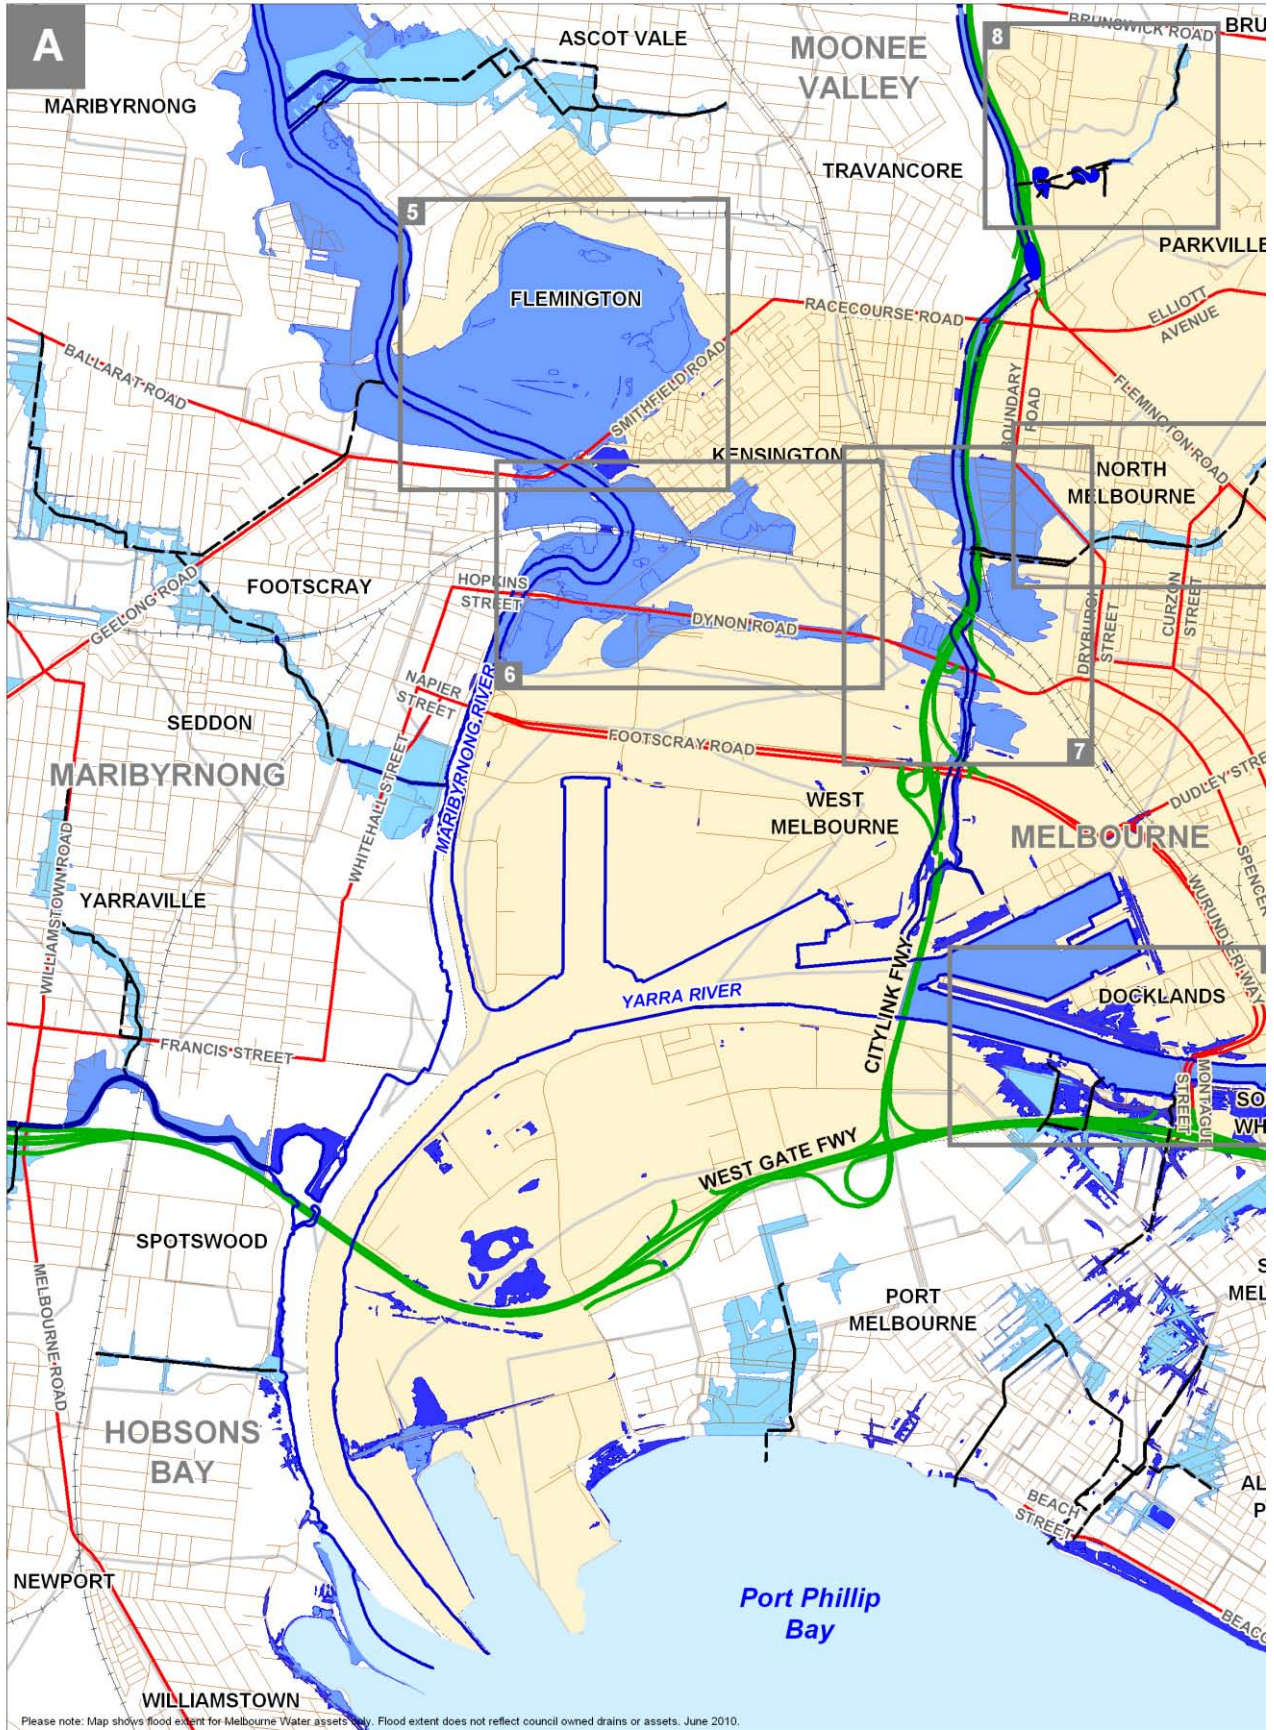 A
8
BRUNSWICK ROAD
BRU
ASCOT VALE
MOONEE
VALLEY
MARIBYRNONG
TRAVANCORE
5
PARKVILLE
FLEMINGTON
RACECOURSE ROAD
ELLIOTT
AVENUE
BALLARAT ROAD
SMITHFIELD ROAD
BOUNDARY
ROAD
FLEMINGTON ROAD
KENSINGTON
NORTH
MELBOURNE
GEELONG ROAD
FOOTSCRAY
HOPKINS
STREET
DYNON ROAD
DRYBURGH
STREET
CURZON
STREET
6
NAPIER
STREET
MARIBYRNONG RIVER
SEDDON
FOOTSCRAY ROAD
7
MARIBYRNONG
WHITEHALL STREET
WEST
MELBOURNE
MELBOURNE
DUDLEY STRE
SPENCER
WURUNDJERI WAY
WILLIAMSTOWN ROAD
YARRAVILLE
CITYLINK FWY
YARRA RIVER
DOCKLANDS
FRANCIS STREET
MONTAGUE
STREET
SO
WH
WEST GATE FWY
SPOTSWOOD
MELBOURNE ROAD
PORT
MELBOURNE
S
MEL
HOBSONS
BAY
BEACH
STREET
AL
P
NEWPORT
Port Phillip
Bay
BEACO
WILLIAMSTOWN
Please note: Map shows flood extent for Melbourne Water assets only. Flood extent does not reflect council owned drains or assets. June 2010.